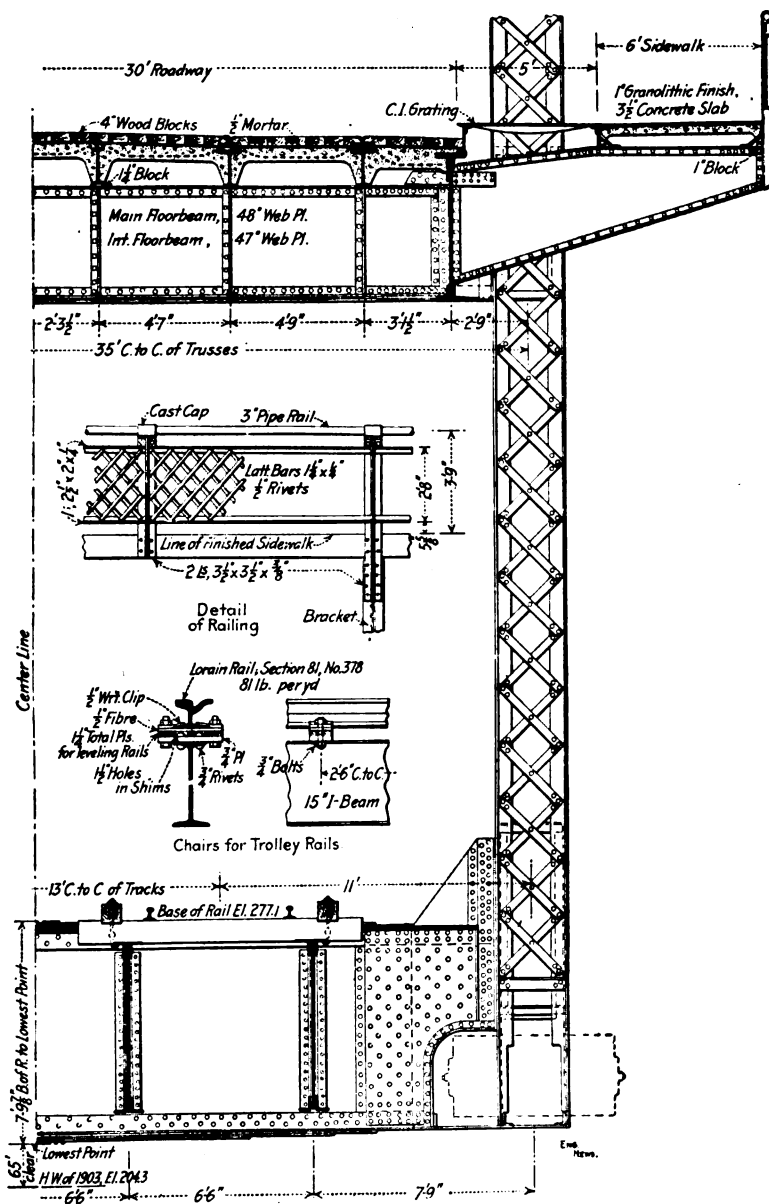 6' Sidewalk
30' Roadway
5'
C.I. Grating
1" Granolithic Finish,
3½" Concrete Slab
4" Wood Blocks
½" Mortar
1½" Block
1" Block
Main Floorbeam, 48" Web Pl.
Int. Floorbeam, 47" Web Pl.
2'3½"
4'7"
4'9"
3'1½"
2'9"
35' C. to C. of Trusses
Cast Cap
3" Pipe Rail
Latt Bars
½" Rivets
2'8"
3'9"
Line of finished Sidewalk
2 Ls, 3½" x 3½" x ⅜"
Detail
of Railing
Bracket
Center Line
Lorain Rail, Section 81, No. 378
81 lb. per yd
½" Wrt. Clip
½" Fibre
Total Pls.
for leveling Rails
1½" Holes
in Shims
¾" Rivets
¾" Pl
¾" Bolts
2'6" C. to C
15" I-Beam
Chairs for Trolley Rails
13' C. to C of Tracks
11'
Base of Rail El. 277.1
7'-9⅞" B. of R. to Lowest Point
65'
Clear
Lowest Point
H W of 1903, El. 204.3
6'6"
6'6"
7'9"
ENG.
NEWS.